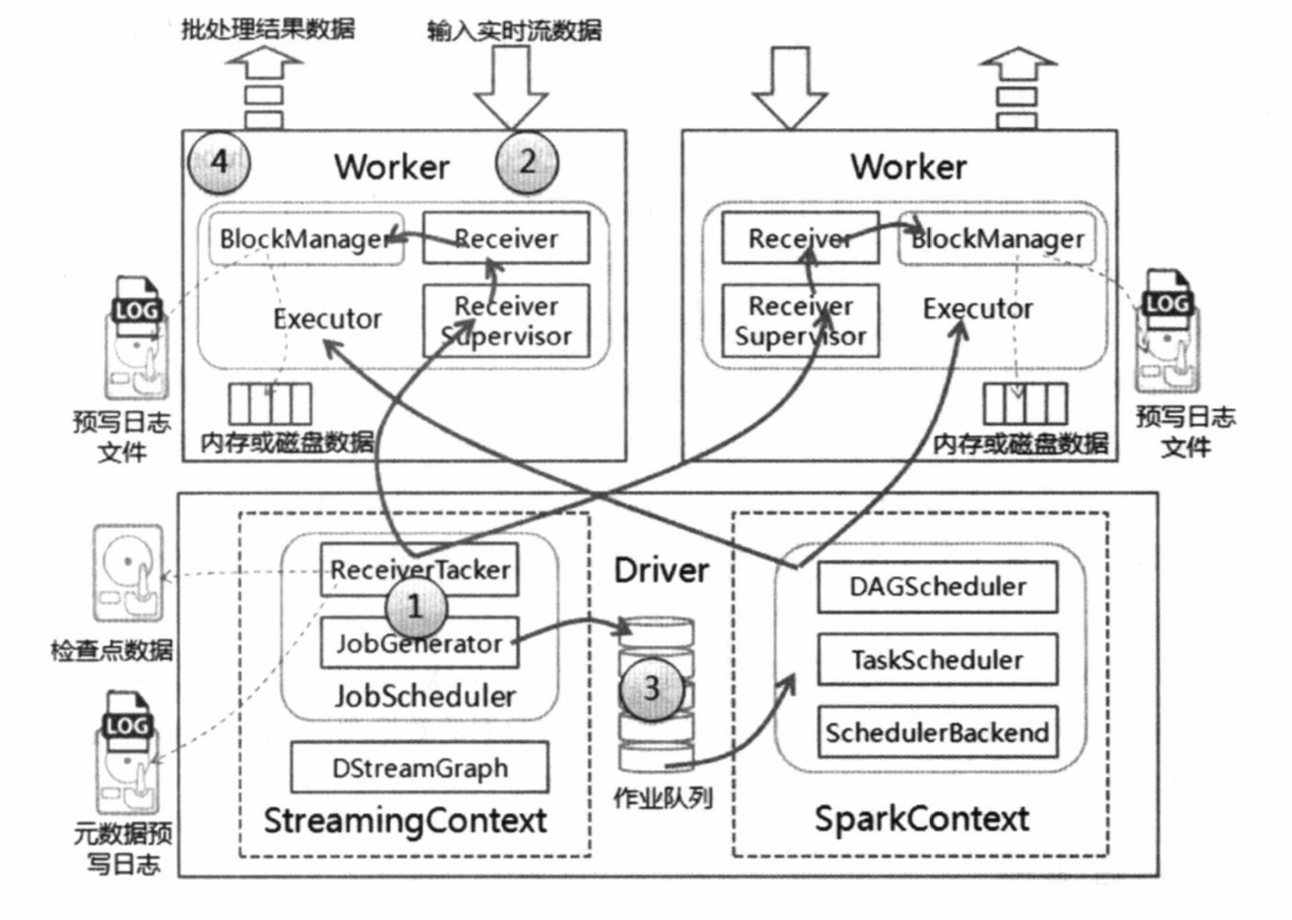 批处理结果数据
输入实时流数据
4
Worker
2
BlockManager
Receiver
Executor
Receiver
Supervisor
LOG
预写日志
文件
内存或磁盘数据
Worker
Receiver
BlockManager
Receiver
Supervisor
Executor
LOG
预写日志
文件
内存或磁盘数据
检查点数据
LOG
元数据预
写日志
ReceiverTacker
1
JobGenerator
JobScheduler
DStreamGraph
StreamingContext
Driver
3
作业队列
DAGScheduler
TaskScheduler
SchedulerBackend
SparkContext